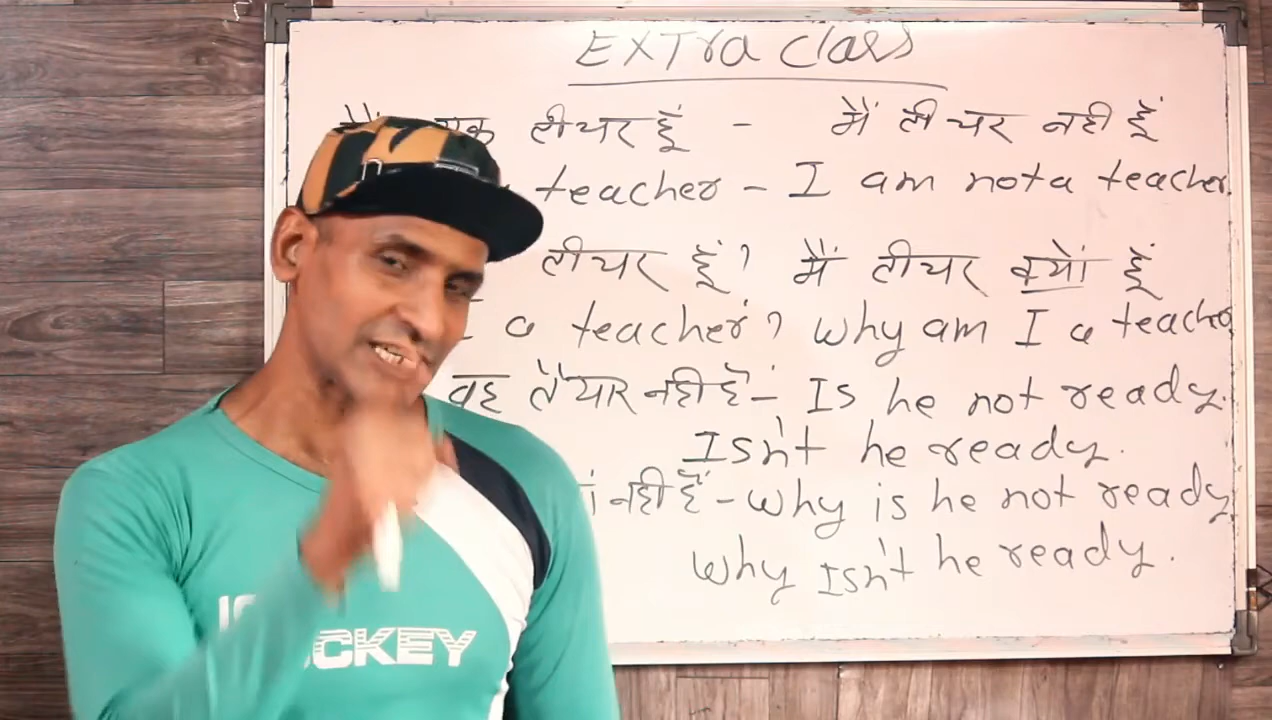 EXTra class
टीचर हूँ - मैं टीचर नही हूँ
teacher - I am not a teacher.
टीचर हूँ? मैं टीचर क्यों हूँ
a teacher? why am I a teacher
वह तैयार नही है - Is he not ready.
Isn't he ready.
नही है - why is he not ready
why Isn't he ready.
OCKEY